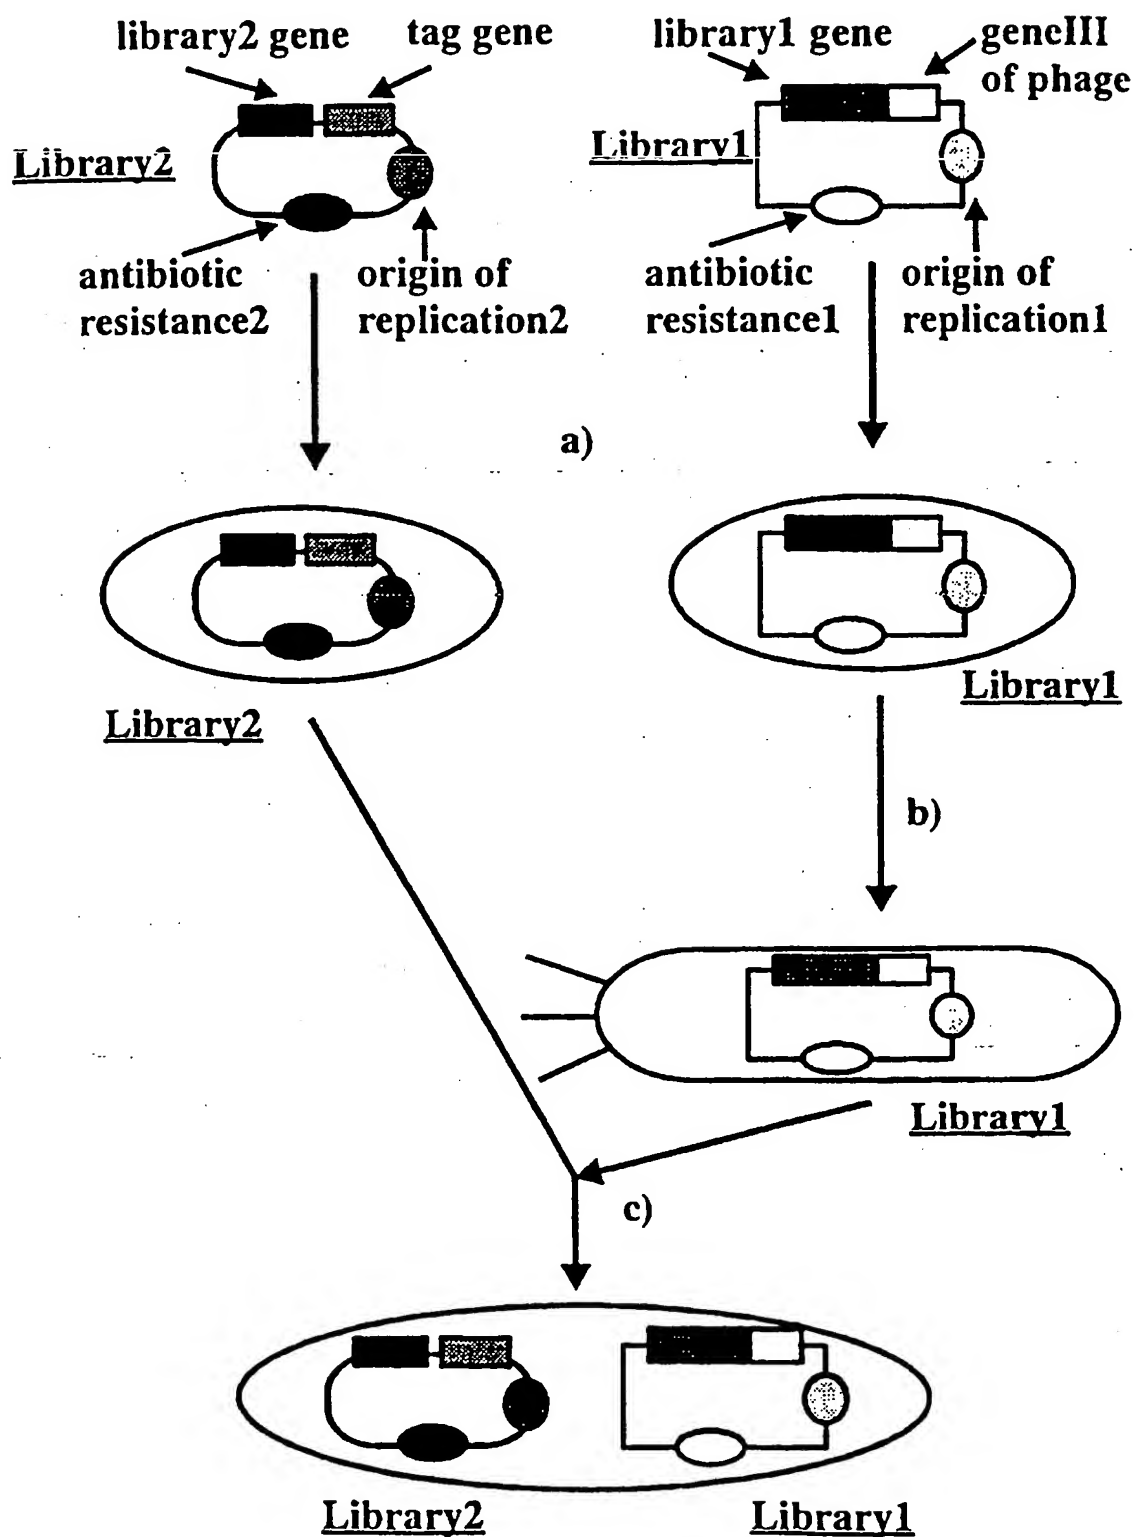 library2 gene
tag gene
library1 gene
geneIII
of phage
Library2
Library1
antibiotic
resistance2
origin of
replication2
antibiotic
resistance1
origin of
replication1
a)
Library2
Library1
b)
Library1
c)
Library2
Library1